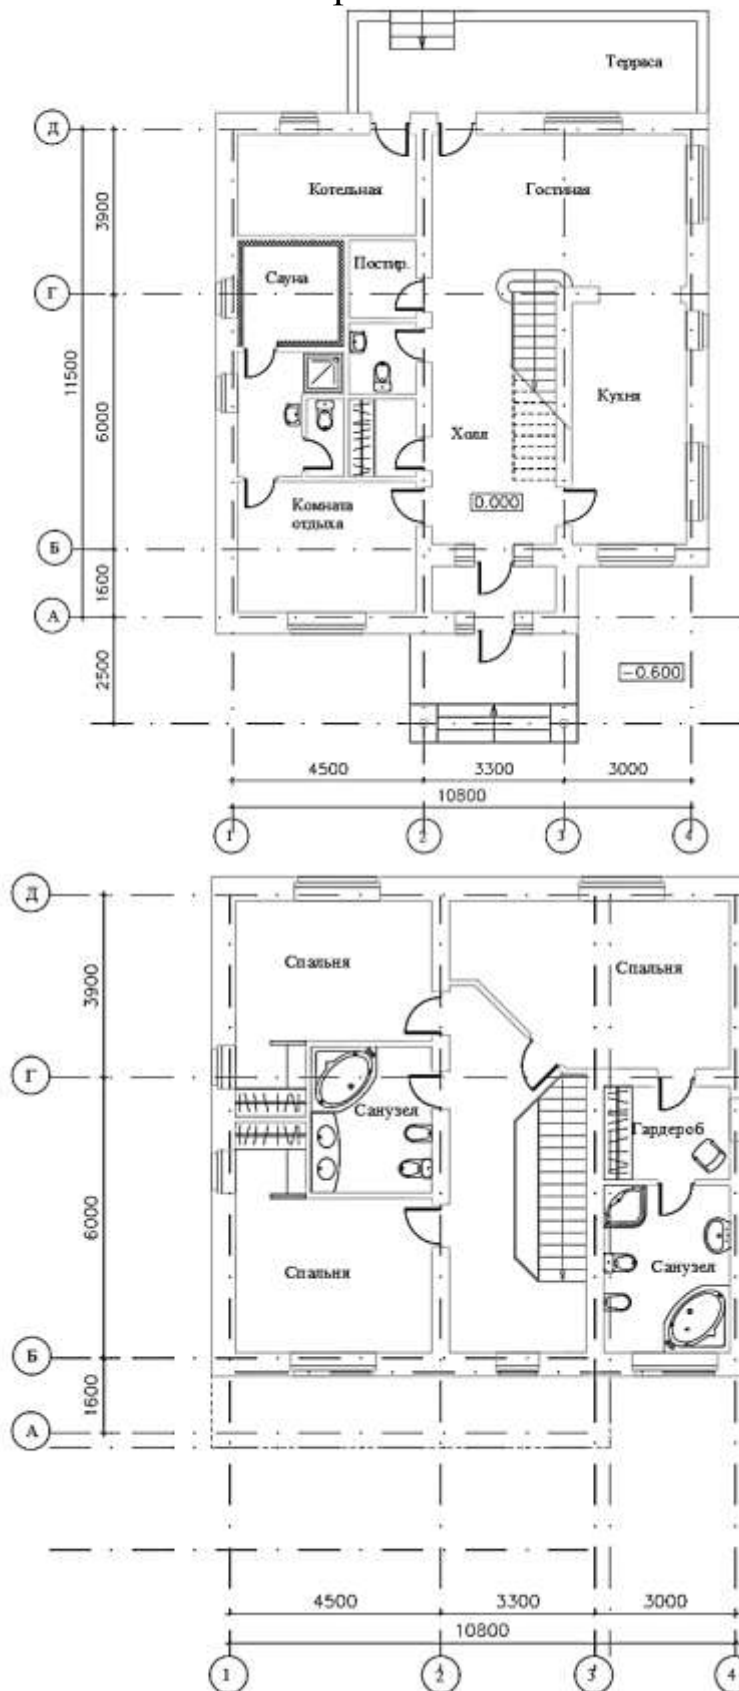 Терраса
Д
Котельная
Гостиная
3900
Сауна
Постир.
Г
11500
6000
Кухня
Холл
Комната
отдыха
0.000
Б
1600
А
2500
-0.600
4500
3300
3000
10800
1
2
3
4
Д
Спальня
Спальня
3900
Г
Санузел
Гардероб
6000
Спальня
Санузел
Б
1600
А
4500
3300
3000
10800
1
2
3
4